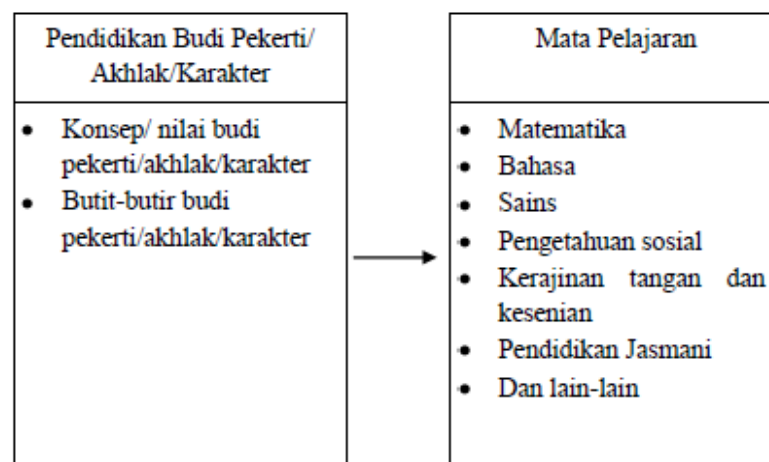 Pendidikan Budi Pekerti/
Akhlak/Karakter
Konsep/ nilai budi
pekerti/akhlak/karakter
Butit-butir budi
pekerti/akhlak/karakter
Mata Pelajaran
Matematika
Bahasa
Sains
Pengetahuan sosial
Kerajinan tangan dan
kesenian
Pendidikan Jasmani
Dan lain-lain